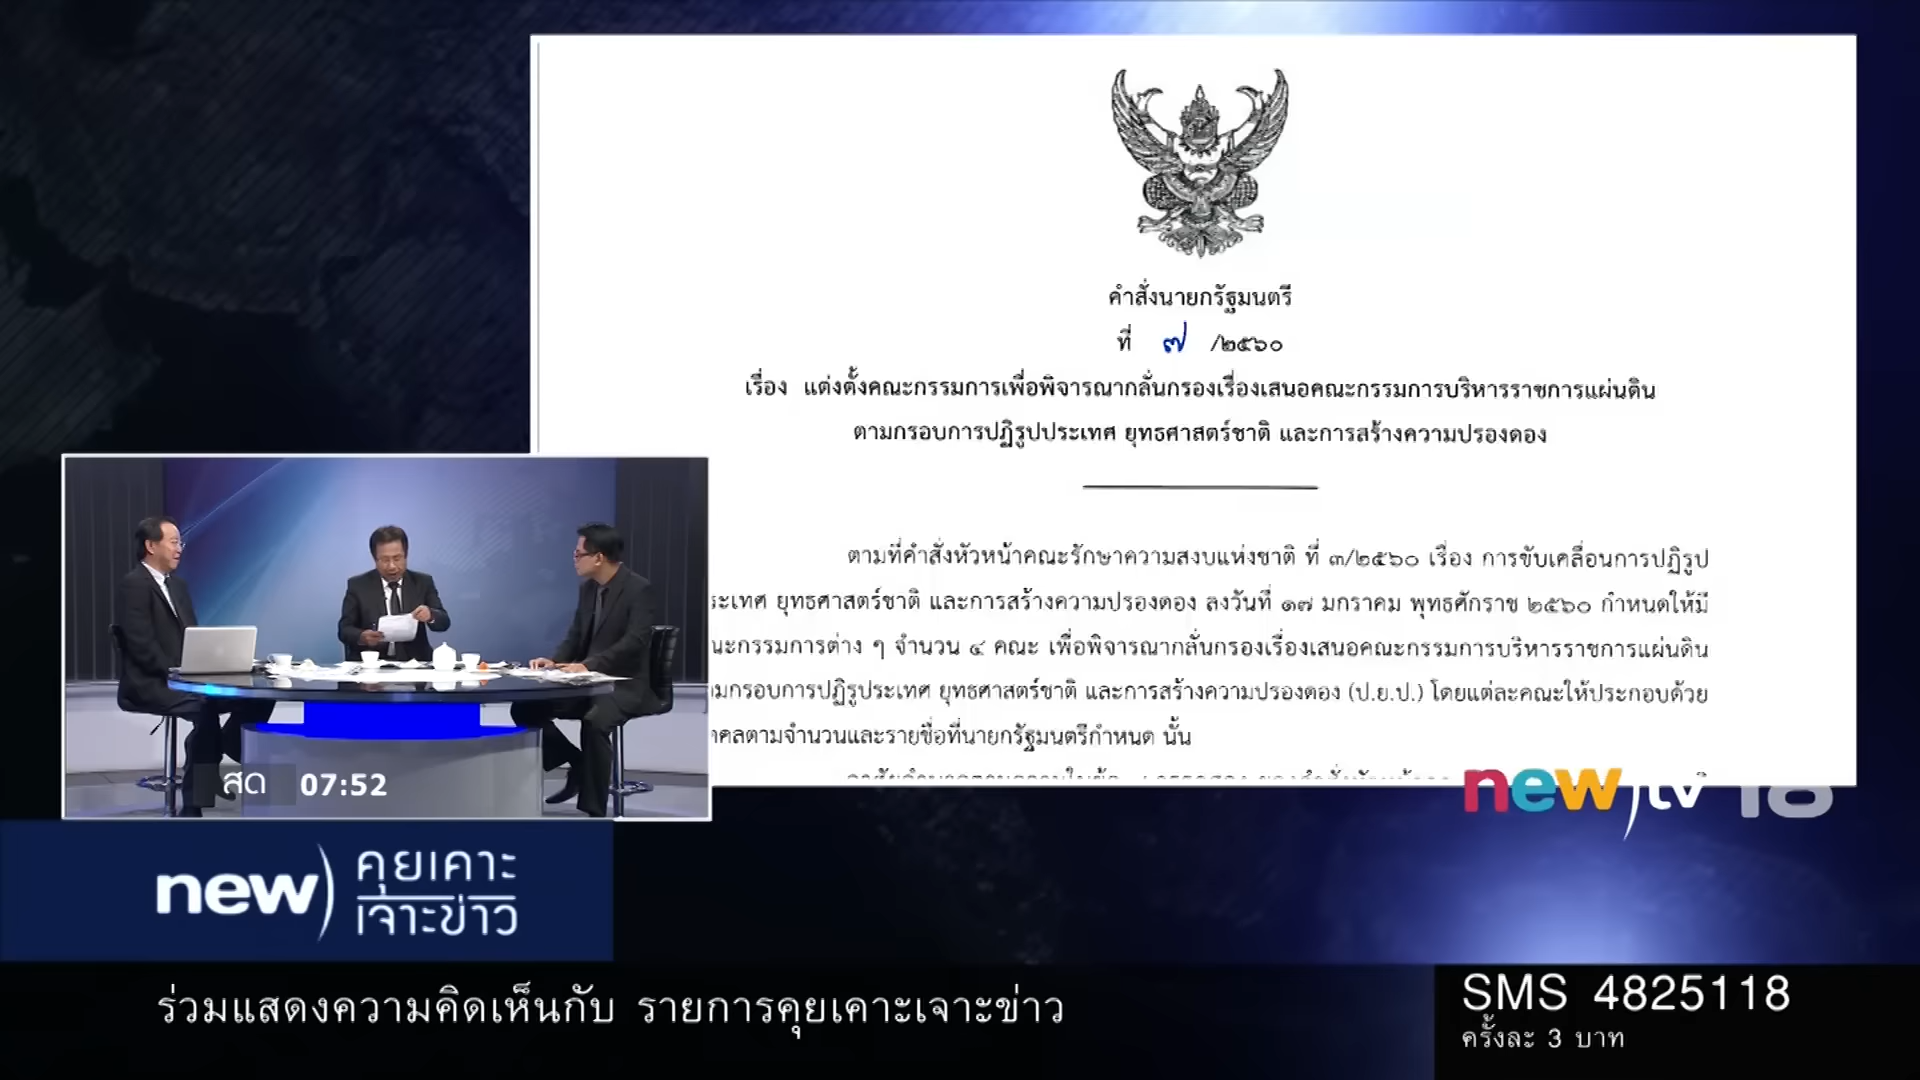 คำสั่งนายกรัฐมนตรี
ที่ ๗ /๒๕๖๐
เรื่อง แต่งตั้งคณะกรรมการเพื่อพิจารณากลั่นกรองเรื่องเสนอคณะกรรมการบริหารราชการแผ่นดิน
ตามกรอบการปฏิรูปประเทศ ยุทธศาสตร์ชาติ และการสร้างความปรองดอง
ตามที่คำสั่งหัวหน้าคณะรักษาความสงบแห่งชาติ ที่ ๓/๒๕๖๐ เรื่อง การขับเคลื่อนการปฏิรูป
ระเทศ ยุทธศาสตร์ชาติ และการสร้างความปรองดอง ลงวันที่ ๑๗ มกราคม พุทธศักราช ๒๕๖๐ กำหนดให้มี
ณะกรรมการต่าง ๆ จำนวน ๔ คณะ เพื่อพิจารณากลั่นกรองเรื่องเสนอคณะกรรมการบริหารราชการแผ่นดิน
มกรอบการปฏิรูปประเทศ ยุทธศาสตร์ชาติ และการสร้างความปรองดอง (ป.ย.ป.) โดยแต่ละคณะให้ประกอบด้วย
คลตามจำนวนและรายชื่อที่นายกรัฐมนตรีกำหนด นั้น
new)tv 18
สด 07:52
new) คุยเคาะ
เจาะข่าว
ร่วมแสดงความคิดเห็นกับ รายการคุยเคาะเจาะข่าว
SMS 4825118
ครั้งละ 3 บาท